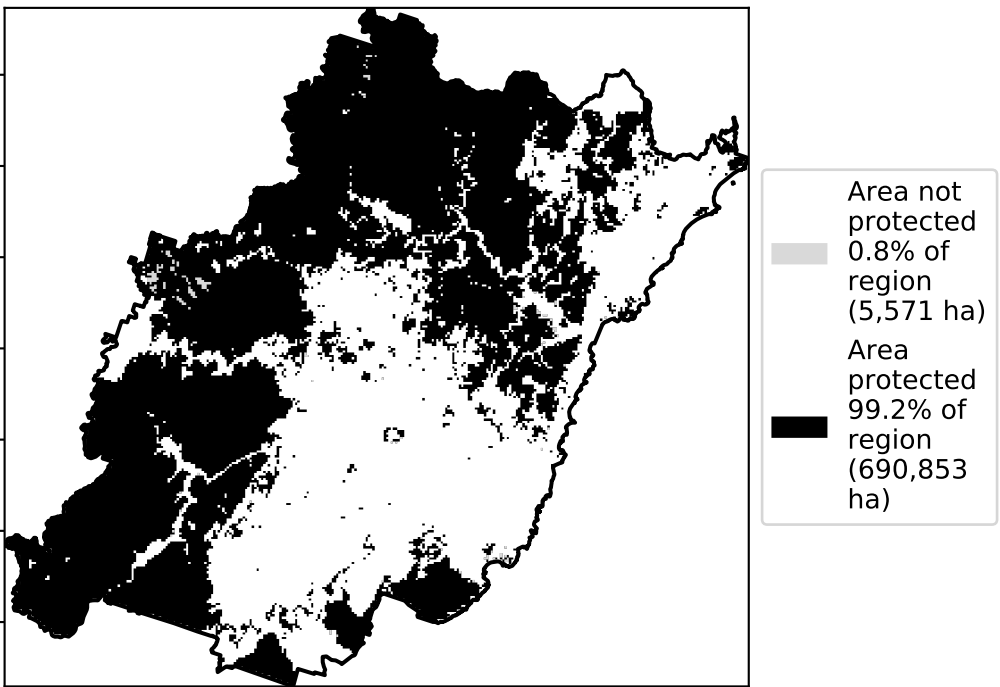 Area not
protected
0.8% of
region
(5,571 ha)
Area
protected
99.2% of
region
(690,853
ha)